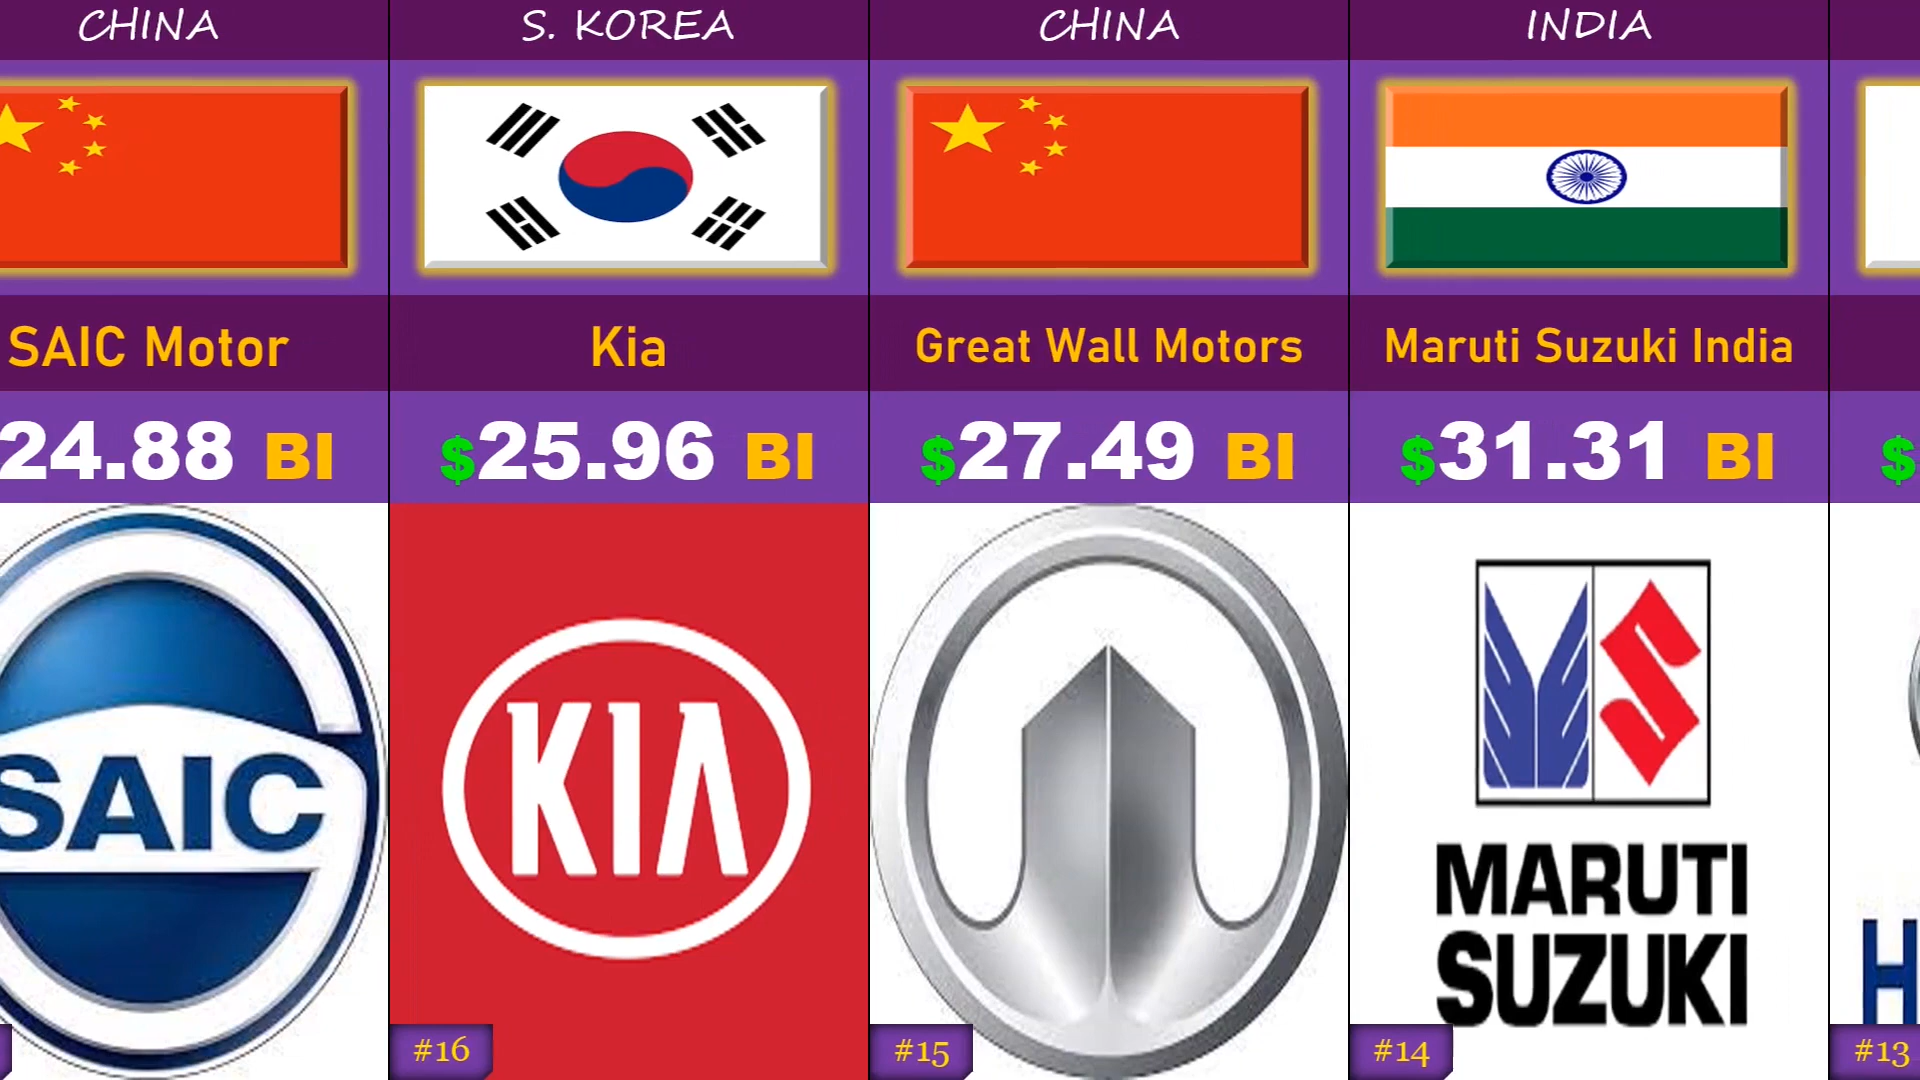 CHINA
SAIC Motor
24.88 BI
SAIC
S. KOREA
Kia
$25.96 BI
KIA
#16
CHINA
Great Wall Motors
$27.49 BI
#15
INDIA
Maruti Suzuki India
$31.31 BI
MARUTI
SUZUKI
#14
$
H
#13